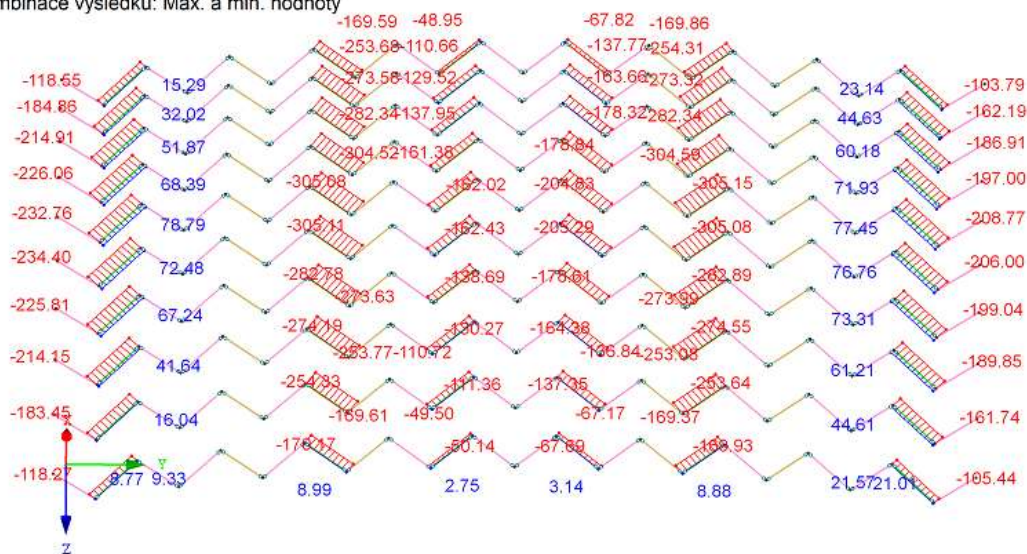 mbinace výsledků: Max. a min. hodnoty
-169.59 -48.95 -67.82 -169.86
-253.68 -110.66 -137.77 -254.31
-118.55 15.29 -273.58 -129.52 -163.66 -273.32 23.14 -103.79
-184.86 32.02 -282.34 -137.95 -178.32 -282.34 44.63 -162.19
-214.91 51.87 -304.52 -161.38 -178.84 -304.59 60.18 -186.91
-226.06 68.39 -305.08 -162.02 -204.83 -305.15 71.93 -197.00
-232.76 78.79 -305.11 -162.43 -205.29 -305.08 77.45 -208.77
-234.40 72.48 -282.78 -138.69 -178.61 -282.89 76.76 -206.00
-273.63 -273.99
-225.81 67.24 -274.19 -130.27 -164.38 -274.55 73.31 -199.04
-253.77 -110.72 -136.84 -253.08
-214.15 41.64 -254.33 -111.36 -137.35 -253.64 61.21 -189.85
-169.61 -49.50 -67.17 -169.37
-183.45 16.04 -170.17 -50.14 -67.69 -169.93 44.61 -161.74
X
Y
-118.27 8.77 9.33 8.99 2.75 3.14 8.88 21.57 21.01 -105.44
Z